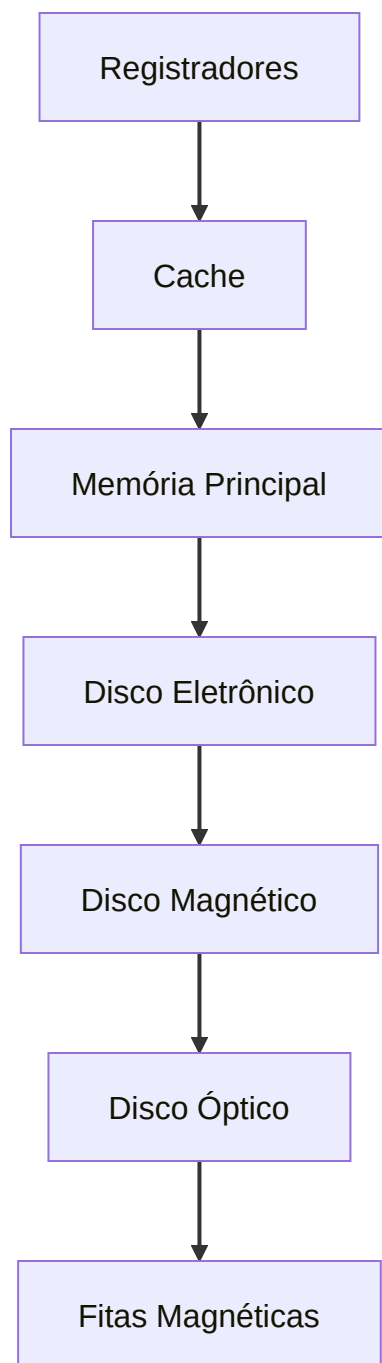 Registradores
Cache
Memória Principal
Disco Eletrônico
Disco Magnético
Disco Óptico
Fitas Magnéticas